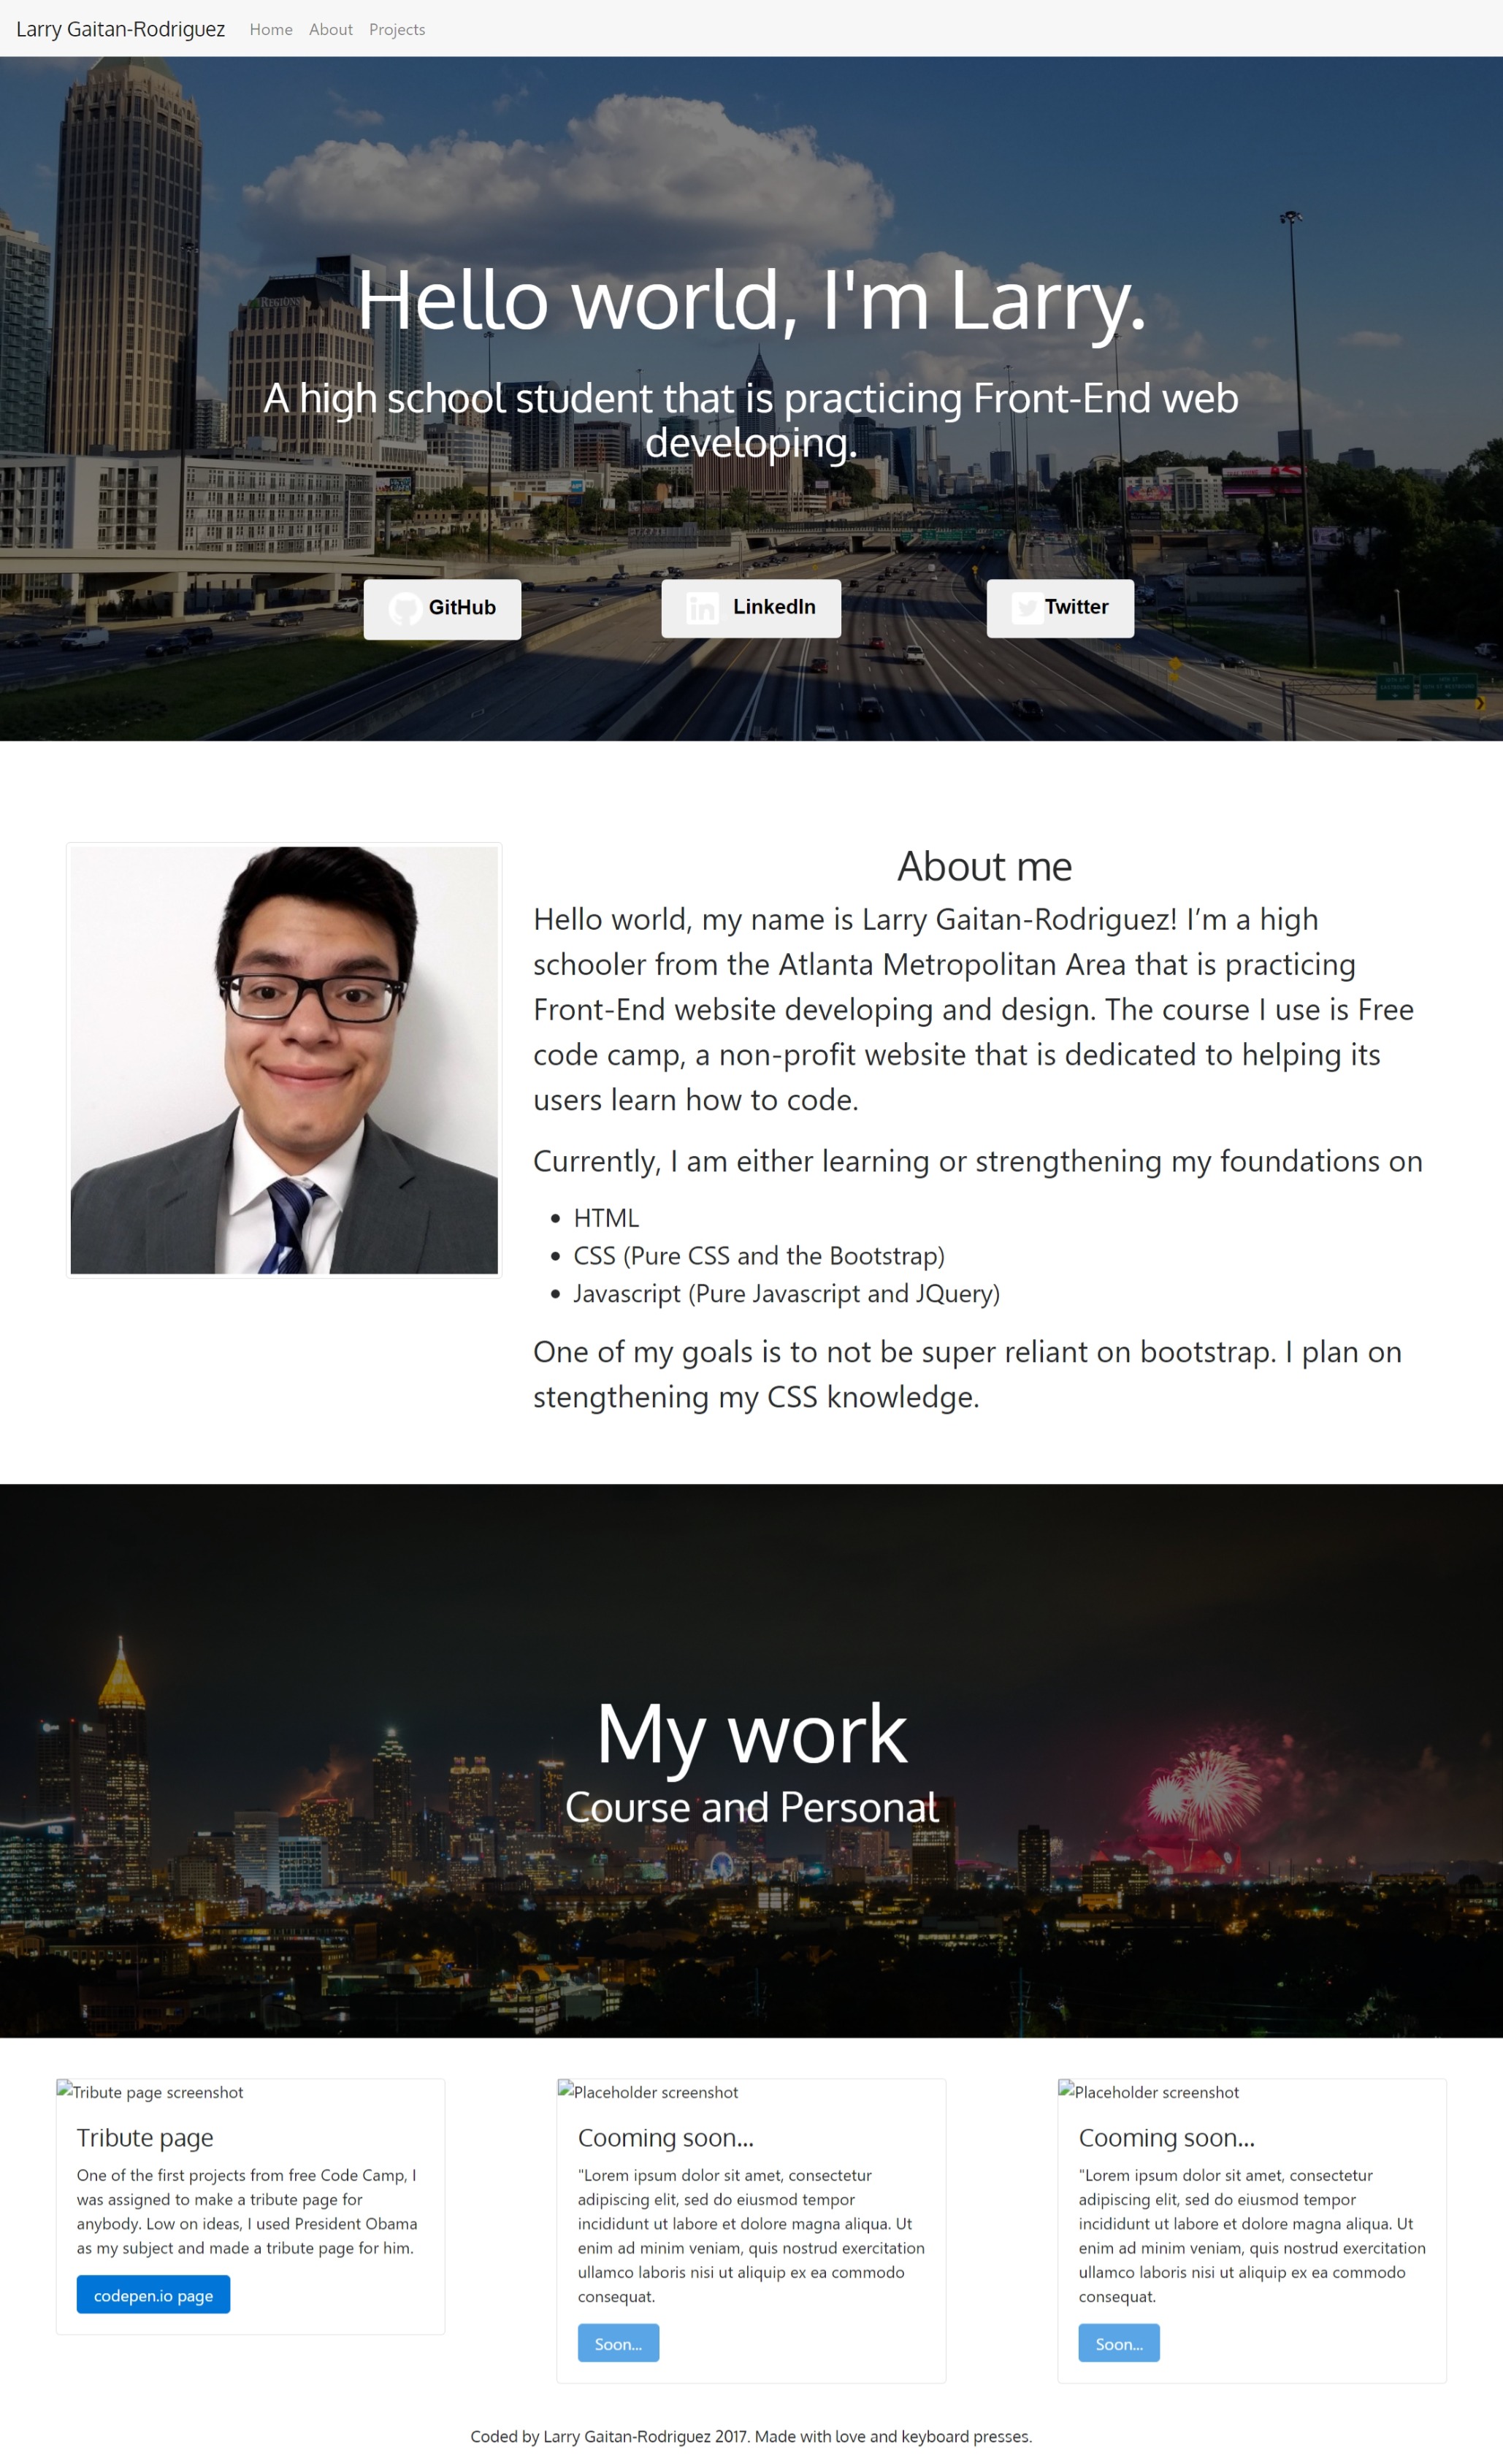 Larry Gaitan-Rodriguez Home About Projects
REGIONS
Hello world, I'm Larry.
A high school student that is practicing Front-End web
developing.
GitHub LinkedIn Twitter
About me
Hello world, my name is Larry Gaitan-Rodriguez! I’m a high
schooler from the Atlanta Metropolitan Area that is practicing
Front-End website developing and design. The course I use is Free
code camp, a non-profit website that is dedicated to helping its
users learn how to code.
Currently, I am either learning or strengthening my foundations on
• HTML
• CSS (Pure CSS and the Bootstrap)
• Javascript (Pure Javascript and JQuery)
One of my goals is to not be super reliant on bootstrap. I plan on
stengthening my CSS knowledge.
My work
Course and Personal
Tribute page screenshot
Tribute page
One of the first projects from free Code Camp, I
was assigned to make a tribute page for
anybody. Low on ideas, I used President Obama
as my subject and made a tribute page for him.
codepen.io page
Placeholder screenshot
Cooming soon...
"Lorem ipsum dolor sit amet, consectetur
adipiscing elit, sed do eiusmod tempor
incididunt ut labore et dolore magna aliqua. Ut
enim ad minim veniam, quis nostrud exercitation
ullamco laboris nisi ut aliquip ex ea commodo
consequat.
Soon...
Placeholder screenshot
Cooming soon...
"Lorem ipsum dolor sit amet, consectetur
adipiscing elit, sed do eiusmod tempor
incididunt ut labore et dolore magna aliqua. Ut
enim ad minim veniam, quis nostrud exercitation
ullamco laboris nisi ut aliquip ex ea commodo
consequat.
Soon...
Coded by Larry Gaitan-Rodriguez 2017. Made with love and keyboard presses.